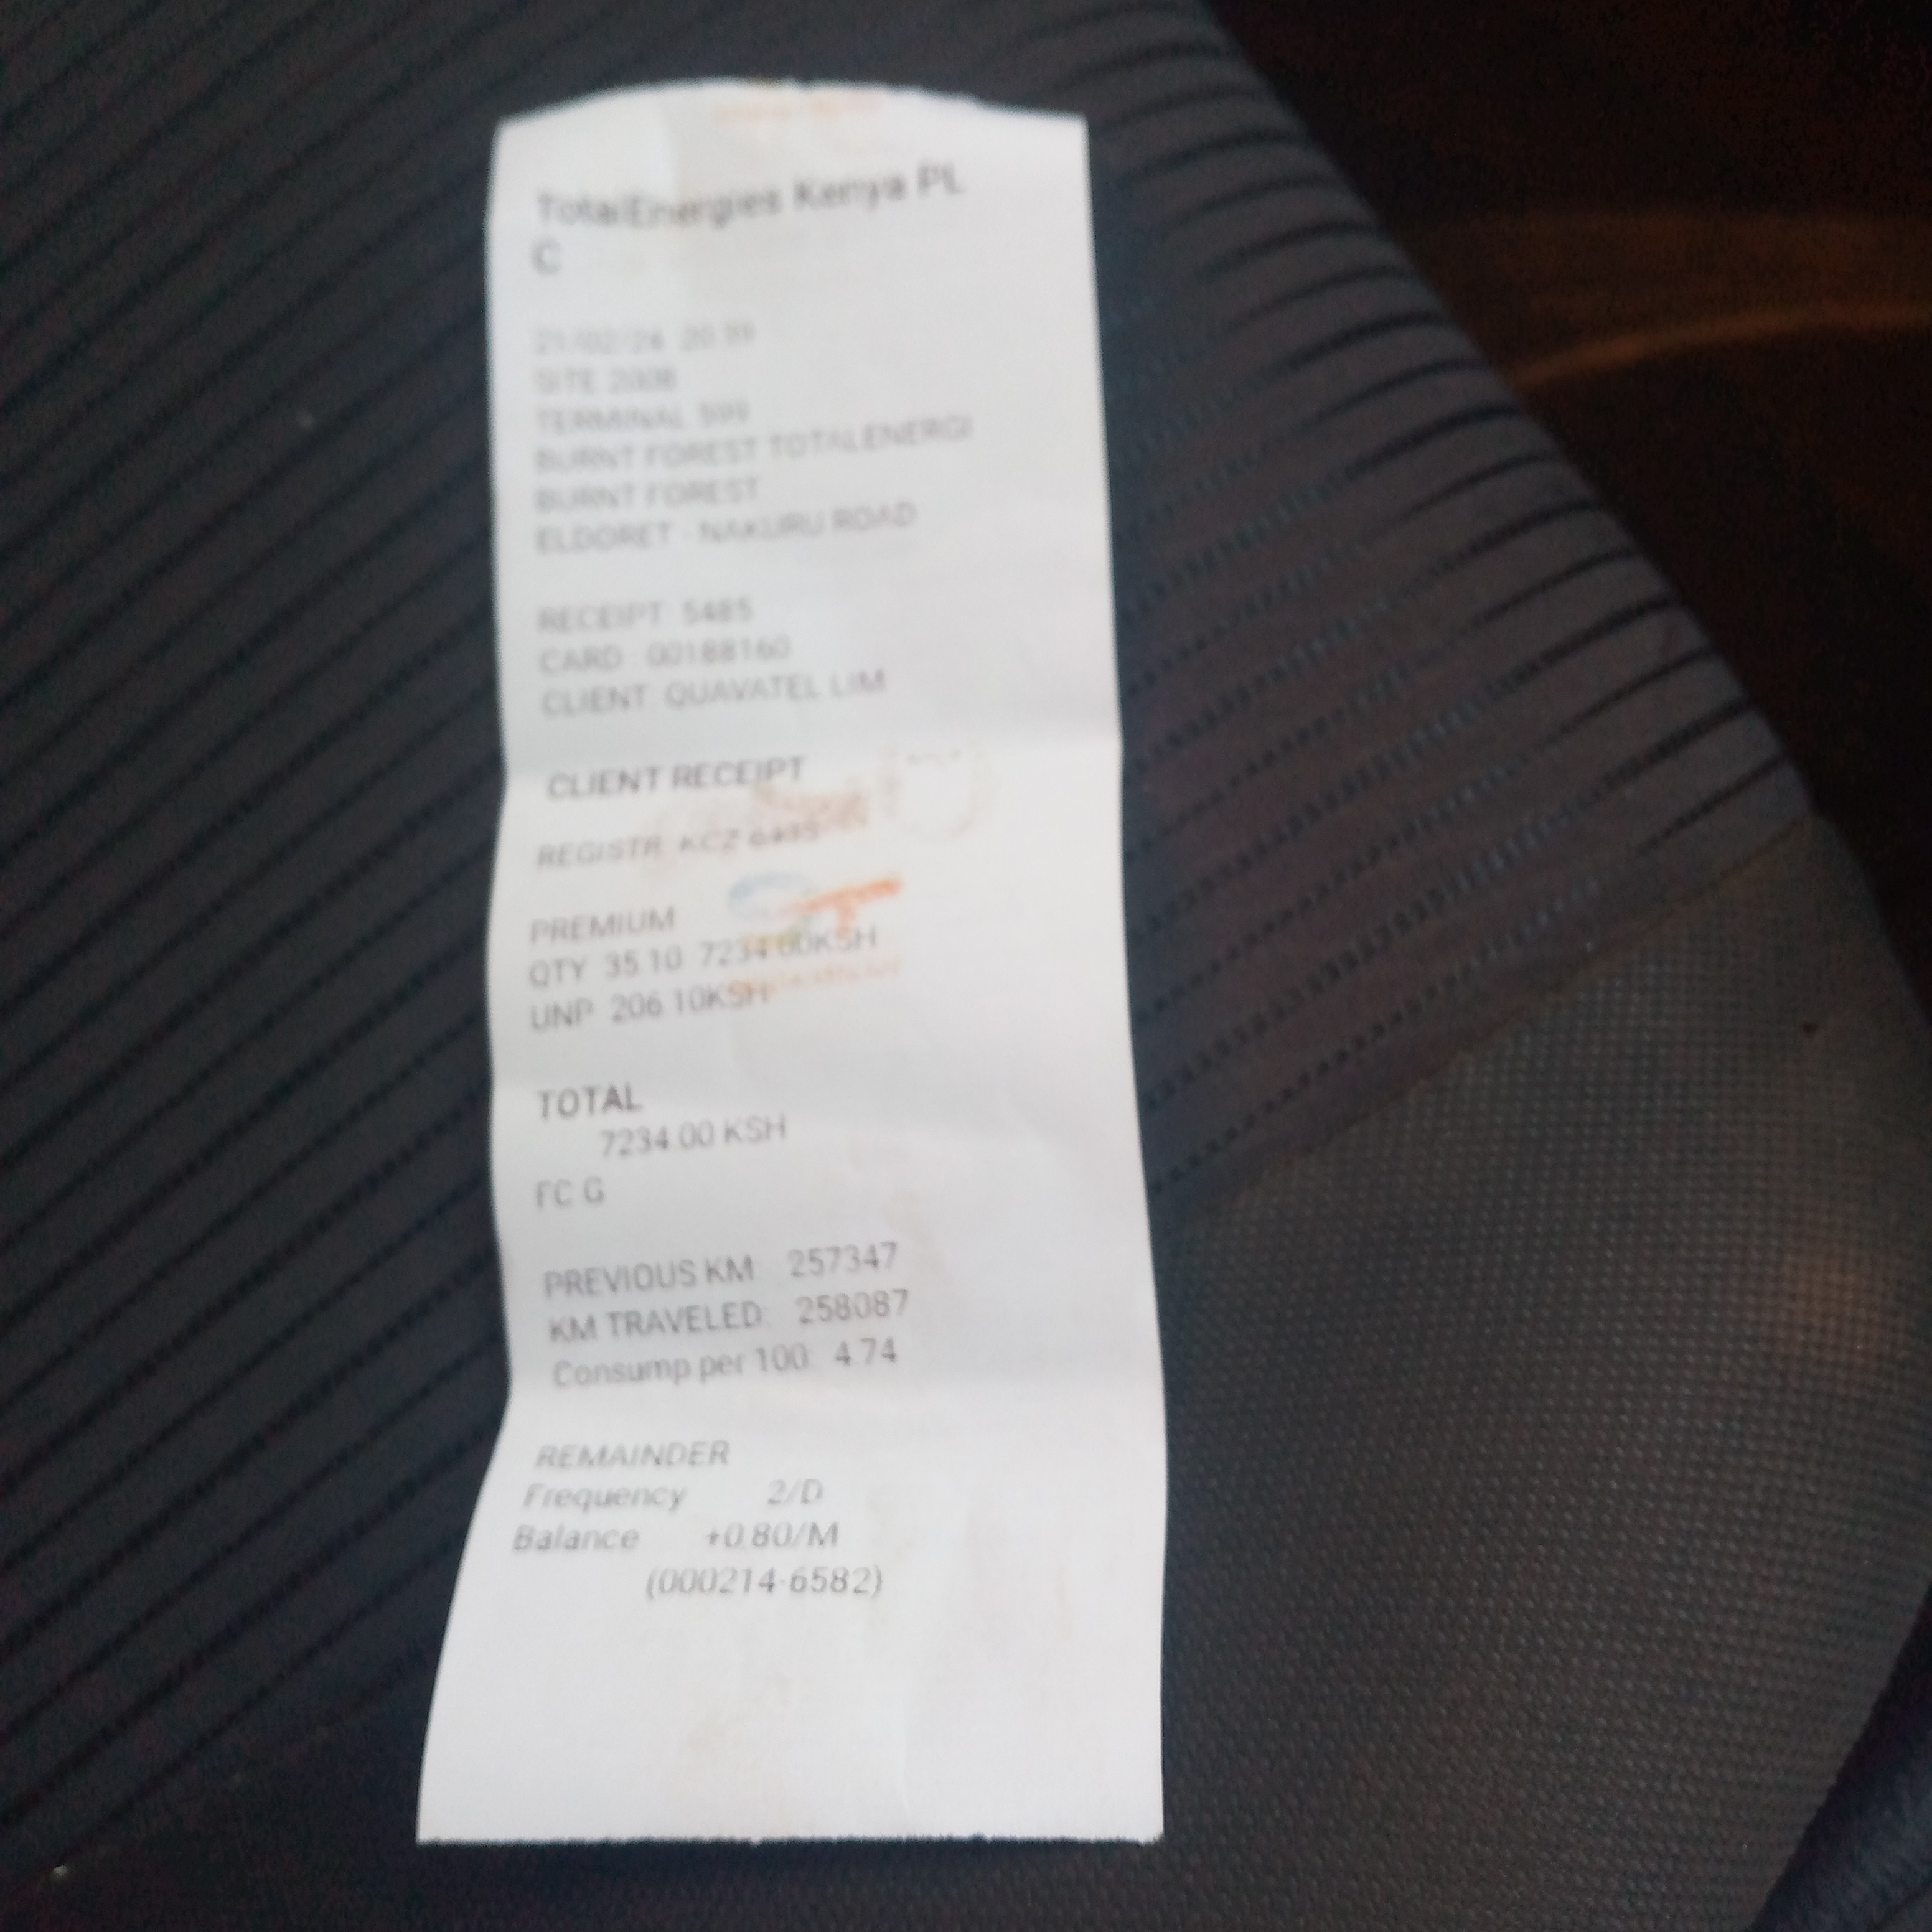 TotalEnergies Kenya PL
C
21/02/24 20:39
SITE 2008
TERMINAL 599
BURNT FOREST TOTALENERGI
BURNT FOREST
ELDORET - NAKURU ROAD
RECEIPT 5485
CARD : 00188160
CLIENT QUAVATEL LIM
CLIENT RECEIPT
REGISTR KCZ
PREMIUM
QTY 35.10 7234.00KSH
UNP 206.10KSH
TOTAL
7234.00 KSH
FC G
PREVIOUS KM: 257347
KM TRAVELED: 258087
Consump per 100: 4.74
REMAINDER
Frequency 2/D
Balance +0.80/M
(000214-6582)